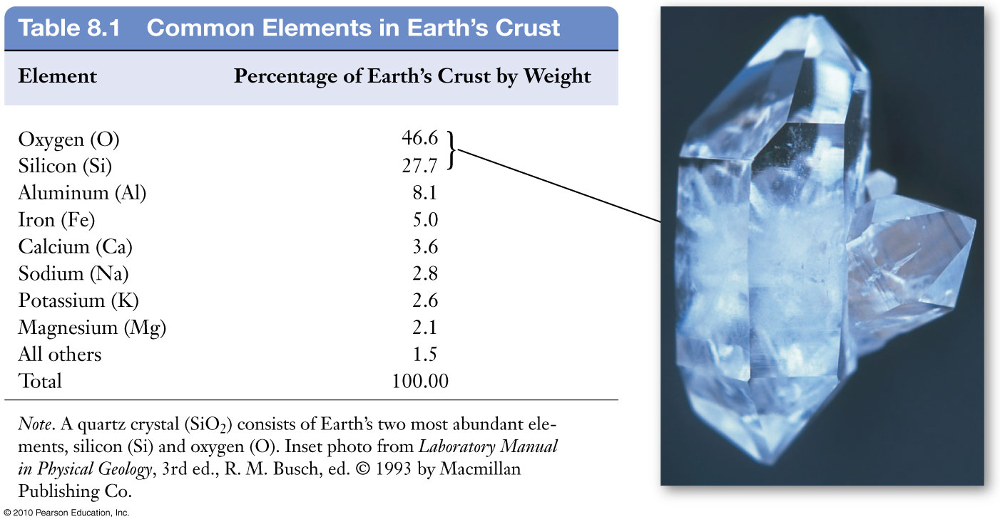 Table 8.1 Common Elements in Earth's Crust
Element Percentage of Earth's Crust by Weight
Oxygen (O) 46.6
Silicon (Si) 27.7
Aluminum (Al) 8.1
Iron (Fe) 5.0
Calcium (Ca) 3.6
Sodium (Na) 2.8
Potassium (K) 2.6
Magnesium (Mg) 2.1
All others 1.5
Total 100.00
Note. A quartz crystal (SiO₂) consists of Earth's two most abundant ele-
ments, silicon (Si) and oxygen (O). Inset photo from Laboratory Manual
in Physical Geology, 3rd ed., R. M. Busch, ed. © 1993 by Macmillan
Publishing Co.
© 2010 Pearson Education, Inc.